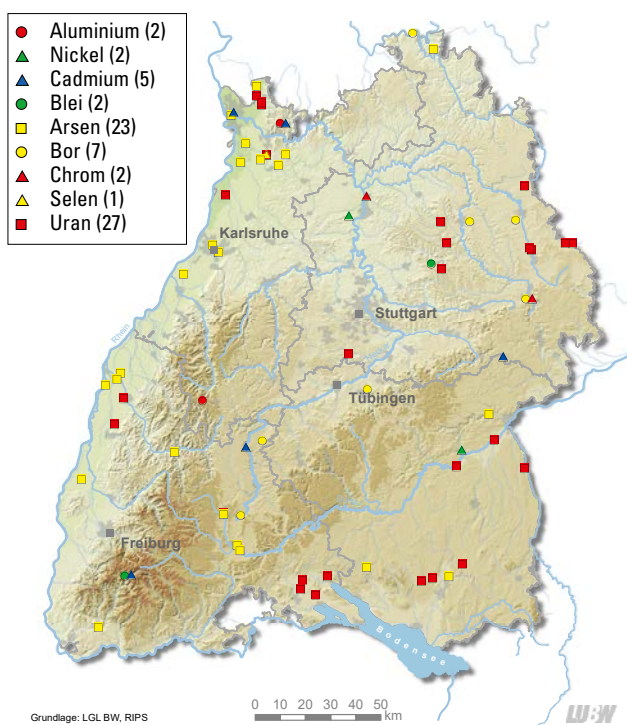 Aluminium (2)
Nickel (2)
Cadmium (5)
Blei (2)
Arsen (23)
Bor (7)
Chrom (2)
Selen (1)
Uran (27)
Karlsruhe
Rhein
Stuttgart
Tübingen
Freiburg
Bodensee
Grundlage: LGL BW, RIPS
0 10 20 30 40 50
km
LUBW